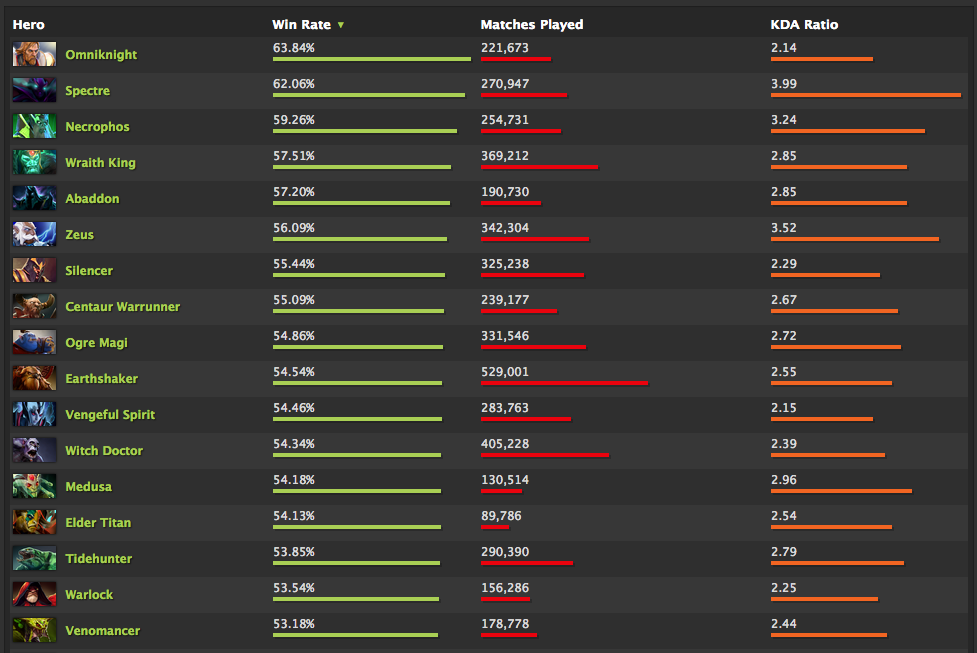 Hero Win Rate ▼ Matches Played KDA Ratio
Omniknight 63.84% 221,673 2.14
Spectre 62.06% 270,947 3.99
Necrophos 59.26% 254,731 3.24
Wraith King 57.51% 369,212 2.85
Abaddon 57.20% 190,730 2.85
Zeus 56.09% 342,304 3.52
Silencer 55.44% 325,238 2.29
Centaur Warrunner 55.09% 239,177 2.67
Ogre Magi 54.86% 331,546 2.72
Earthshaker 54.54% 529,001 2.55
Vengeful Spirit 54.46% 283,763 2.15
Witch Doctor 54.34% 405,228 2.39
Medusa 54.18% 130,514 2.96
Elder Titan 54.13% 89,786 2.54
Tidehunter 53.85% 290,390 2.79
Warlock 53.54% 156,286 2.25
Venomancer 53.18% 178,778 2.44